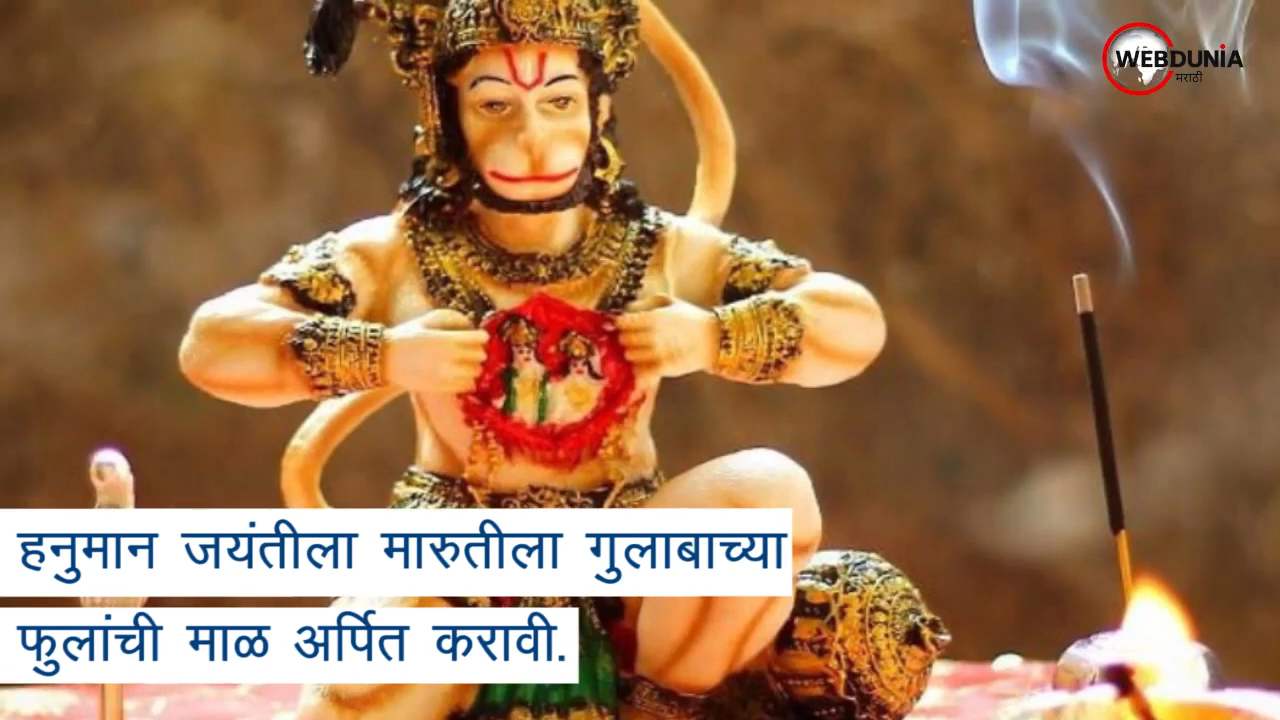 WEBDUNIA
मराठी
हनुमान जयंतीला मारुतीला गुलाबाच्या
फुलांची माळ अर्पित करावी.